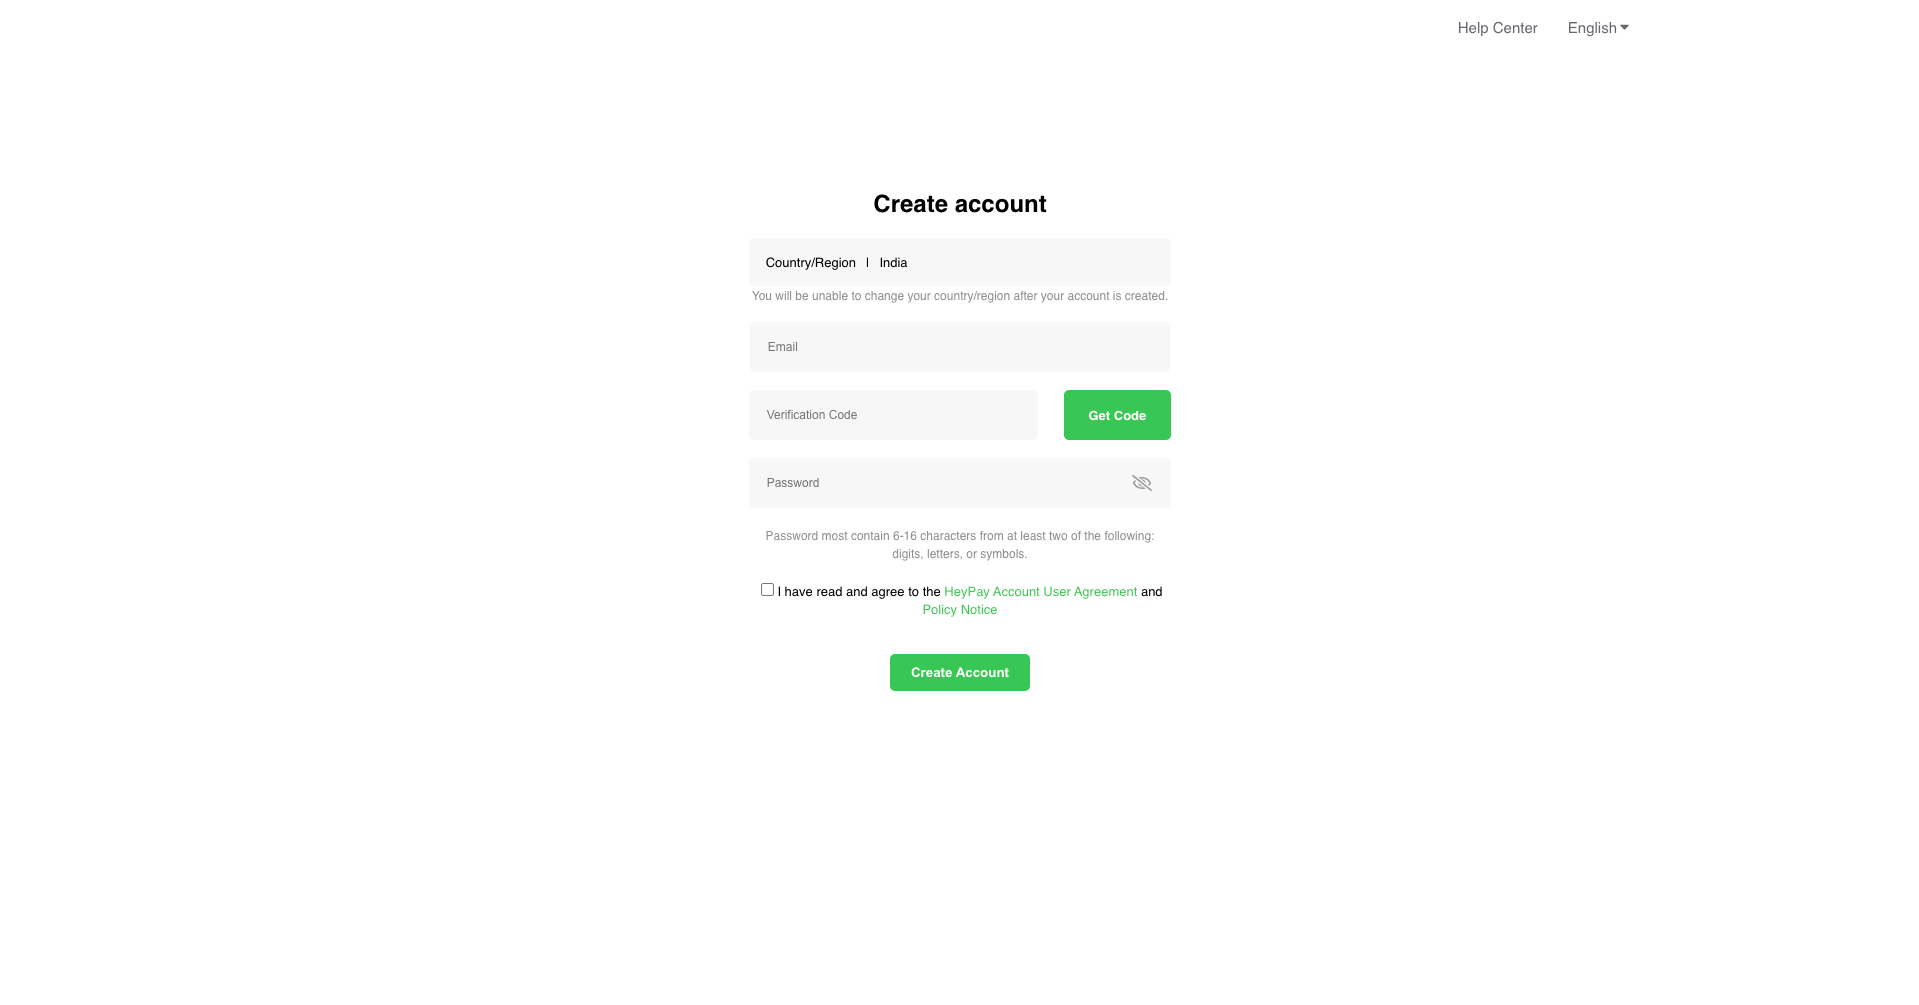 Help Center English
Create account
Country/Region | India
You will be unable to change your country/region after your account is created.
Email
Verification Code Get Code
Password
Password most contain 6-16 characters from at least two of the following:
digits, letters, or symbols.
I have read and agree to the HeyPay Account User Agreement and
Policy Notice
Create Account